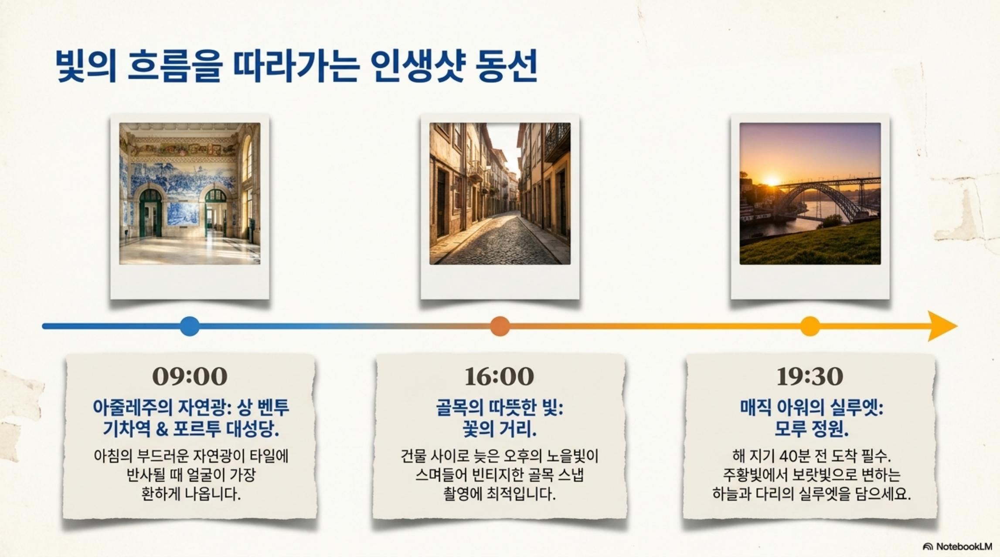 빛의 흐름을 따라가는 인생샷 동선
09:00
아줄레주의 자연광: 상 벤투
기차역 & 포르투 대성당.
아침의 부드러운 자연광이 타일에
반사될 때 얼굴이 가장
환하게 나옵니다.
16:00
골목의 따뜻한 빛:
꽃의 거리.
건물 사이로 늦은 오후의 노을빛이
스며들어 빈티지한 골목 스냅
촬영에 최적입니다.
19:30
매직 아워의 실루엣:
모루 정원.
해 지기 40분 전 도착 필수.
주황빛에서 보랏빛으로 변하는
하늘과 다리의 실루엣을 담으세요.
NotebookLM